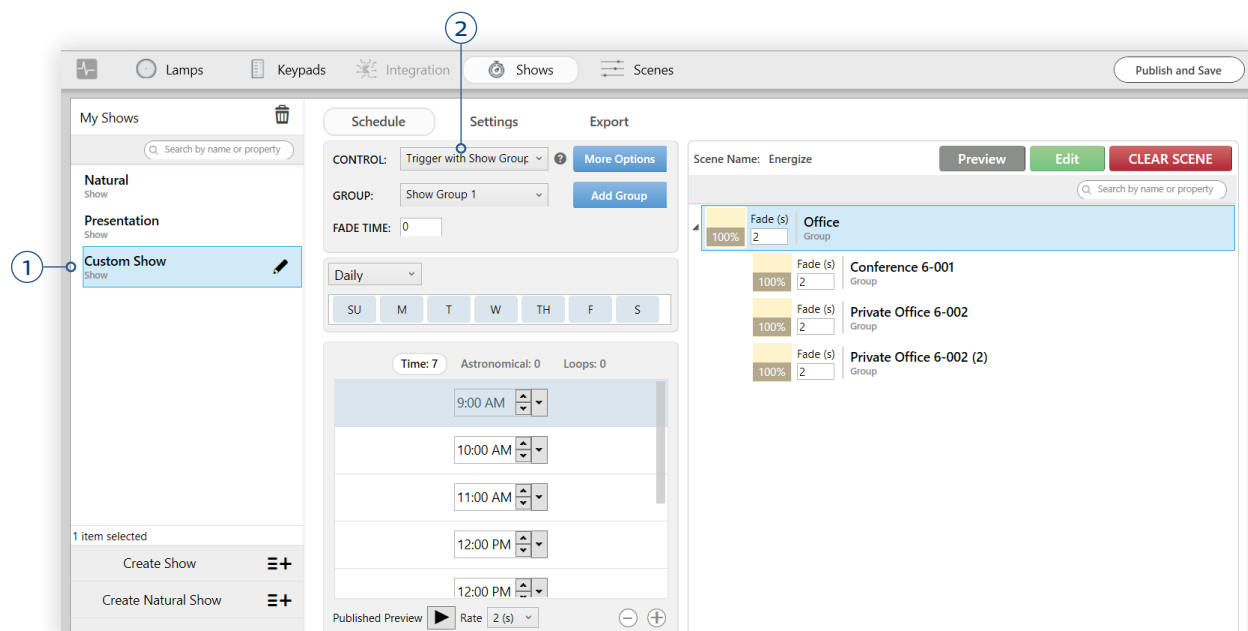 2
Lamps Keypads Integration Shows Scenes Publish and Save
1
My Shows
Search by name or property
Natural
Show
Presentation
Show
Custom Show
Show
1 item selected
Create Show
Create Natural Show
Schedule Settings Export
CONTROL: Trigger with Show Group ? More Options
GROUP: Show Group 1 Add Group
FADE TIME: 0
Daily
SU M T W TH F S
Time: 7 Astronomical: 0 Loops: 0
9:00 AM
10:00 AM
11:00 AM
12:00 PM
12:00 PM
Published Preview Rate 2 (s)
Scene Name: Energize Preview Edit CLEAR SCENE
Search by name or property
100% Fade (s) 2 Office
Group
100% Fade (s) 2 Conference 6-001
Group
100% Fade (s) 2 Private Office 6-002
Group
100% Fade (s) 2 Private Office 6-002 (2)
Group